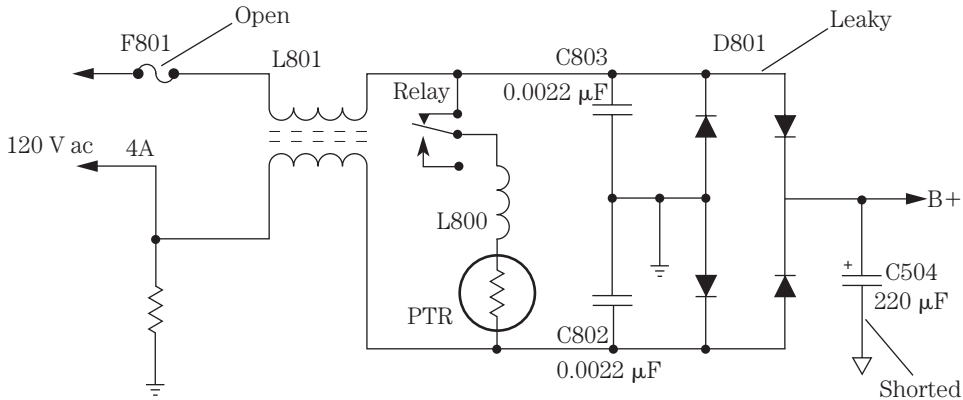 Open
F801
L801
C803
D801
Leaky
0.0022 μF
Relay
120 V ac
4A
B+
L800
C504
220 μF
PTR
C802
0.0022 μF
Shorted
+